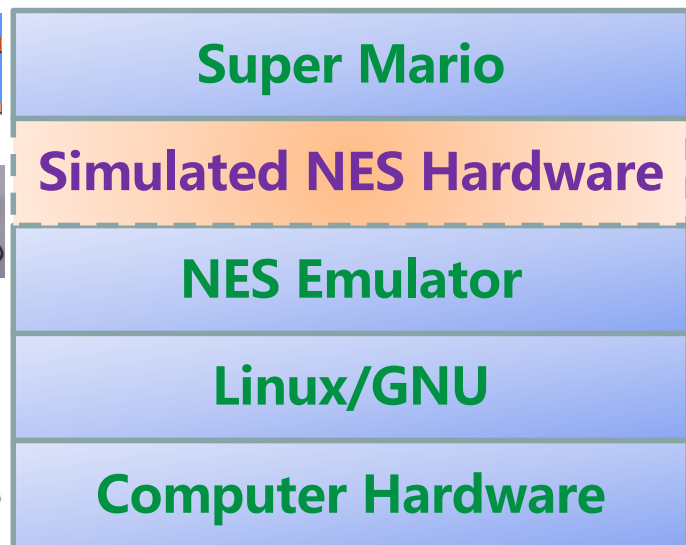 Super Mario
Simulated NES Hardware
NES Emulator
Linux/GNU
Computer Hardware